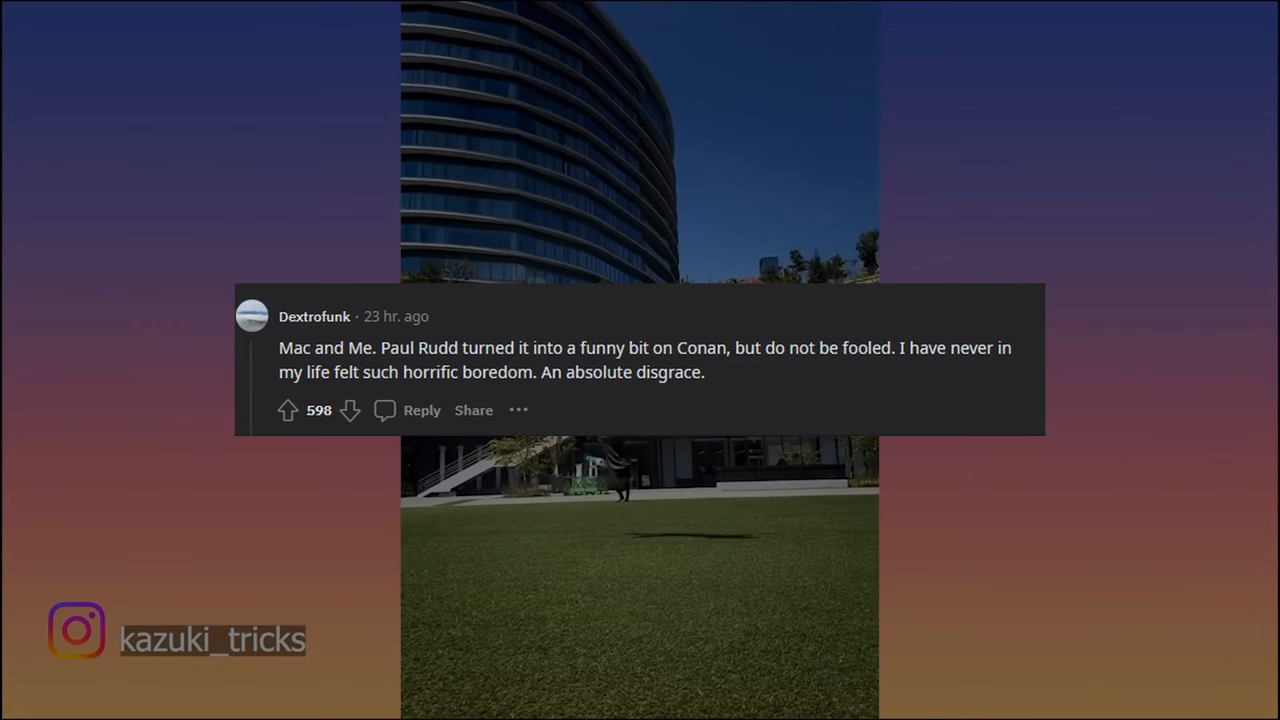 Dextrofunk · 23 hr. ago
Mac and Me. Paul Rudd turned it into a funny bit on Conan, but do not be fooled. I have never in
my life felt such horrific boredom. An absolute disgrace.
598 Reply Share ···
kazuki_tricks